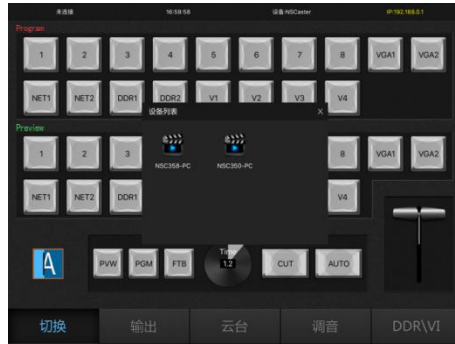 未连接 16:59:58 设备:NSCaster IP:192.168.0.1
Program
1 2 3 4 5 6 7 8 VGA1 VGA2
NET1 NET2 DDR1 DDR2 V1 V2 V3 V4
设备列表 X
Preview
1 2 3 8 VGA1 VGA2
NSC358-PC NSC350-PC
NET1 NET2 DDR1 V4
A PVW PGM FTB Time 1.2 CUT AUTO
切换 输出 云台 调音 DDR\VI